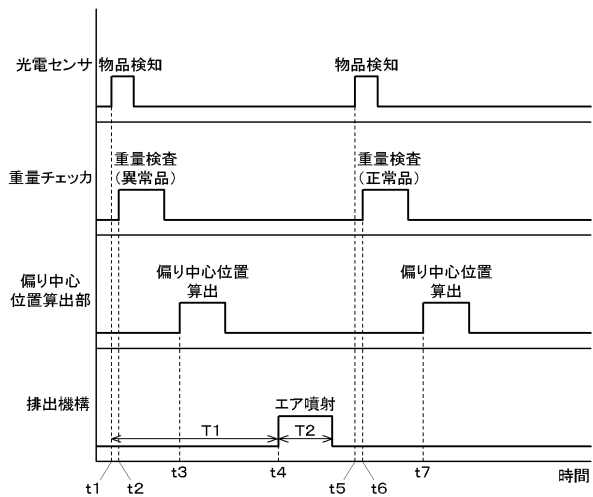 光電センサ
物品検知
物品検知
重量チェッカ
重量検査
（異常品）
重量検査
（正常品）
偏り中心
位置算出部
偏り中心位置
算出
偏り中心位置
算出
排出機構
エア噴射
T1
T2
t1
t2
t3
t4
t5
t6
t7
時間